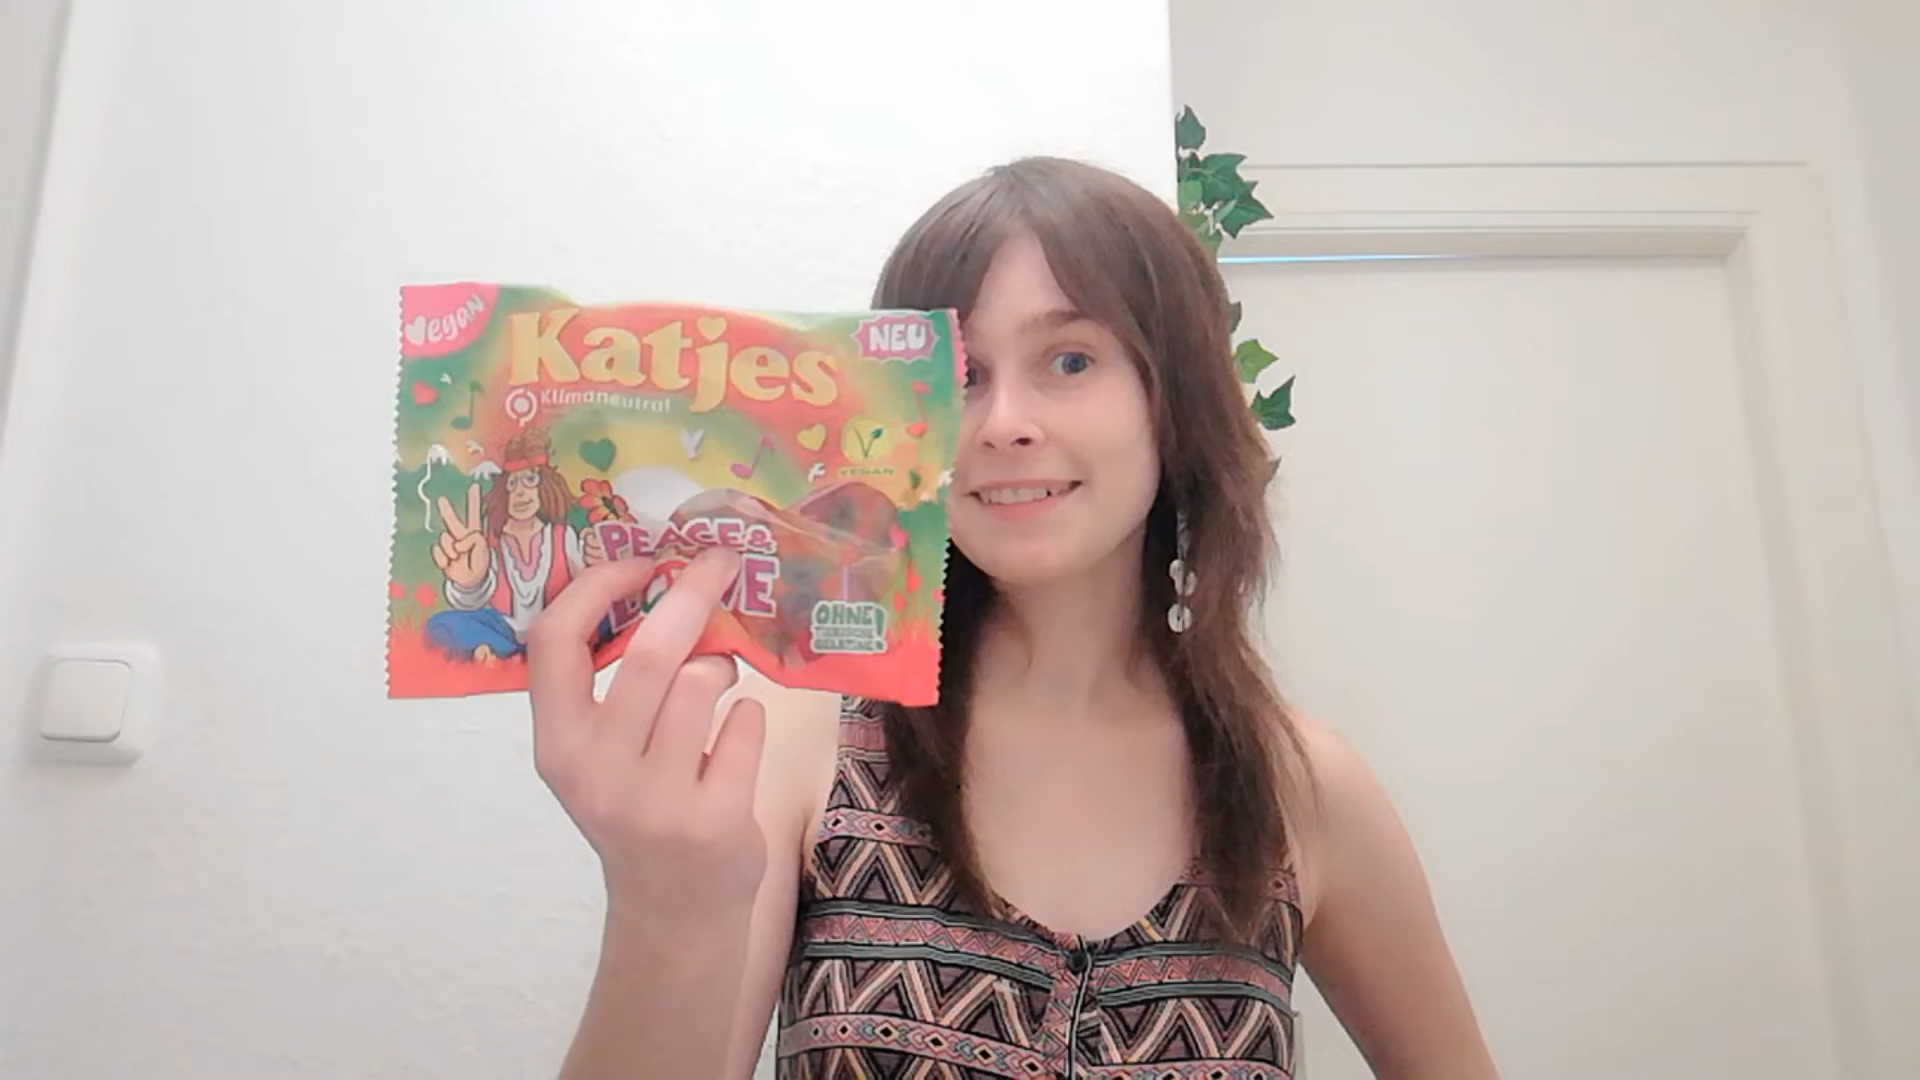 Vegan
Katjes
NEU
Klimaneutral
VEGAN
PEACE &
LOVE
OHNE
TIERISCHE
GELATINE!